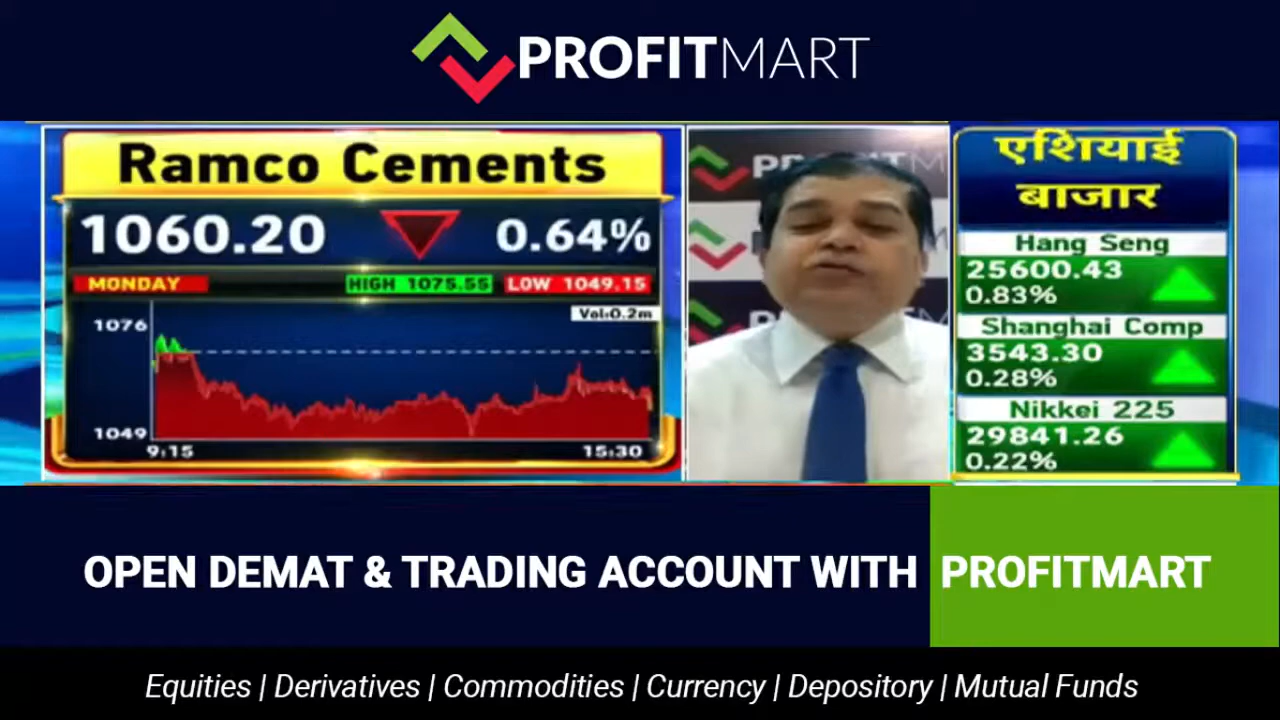 PROFITMART
Ramco Cements
1060.20 0.64%
MONDAY HIGH 1075.55 LOW 1049.15
Vol:0.2m
1076
1049
9:15 15:30
PROFITM
PROFITM
एशियाई
बाजार
Hang Seng
25600.43
0.83%
Shanghai Comp
3543.30
0.28%
Nikkei 225
29841.26
0.22%
OPEN DEMAT & TRADING ACCOUNT WITH PROFITMART
Equities | Derivatives | Commodities | Currency | Depository | Mutual Funds